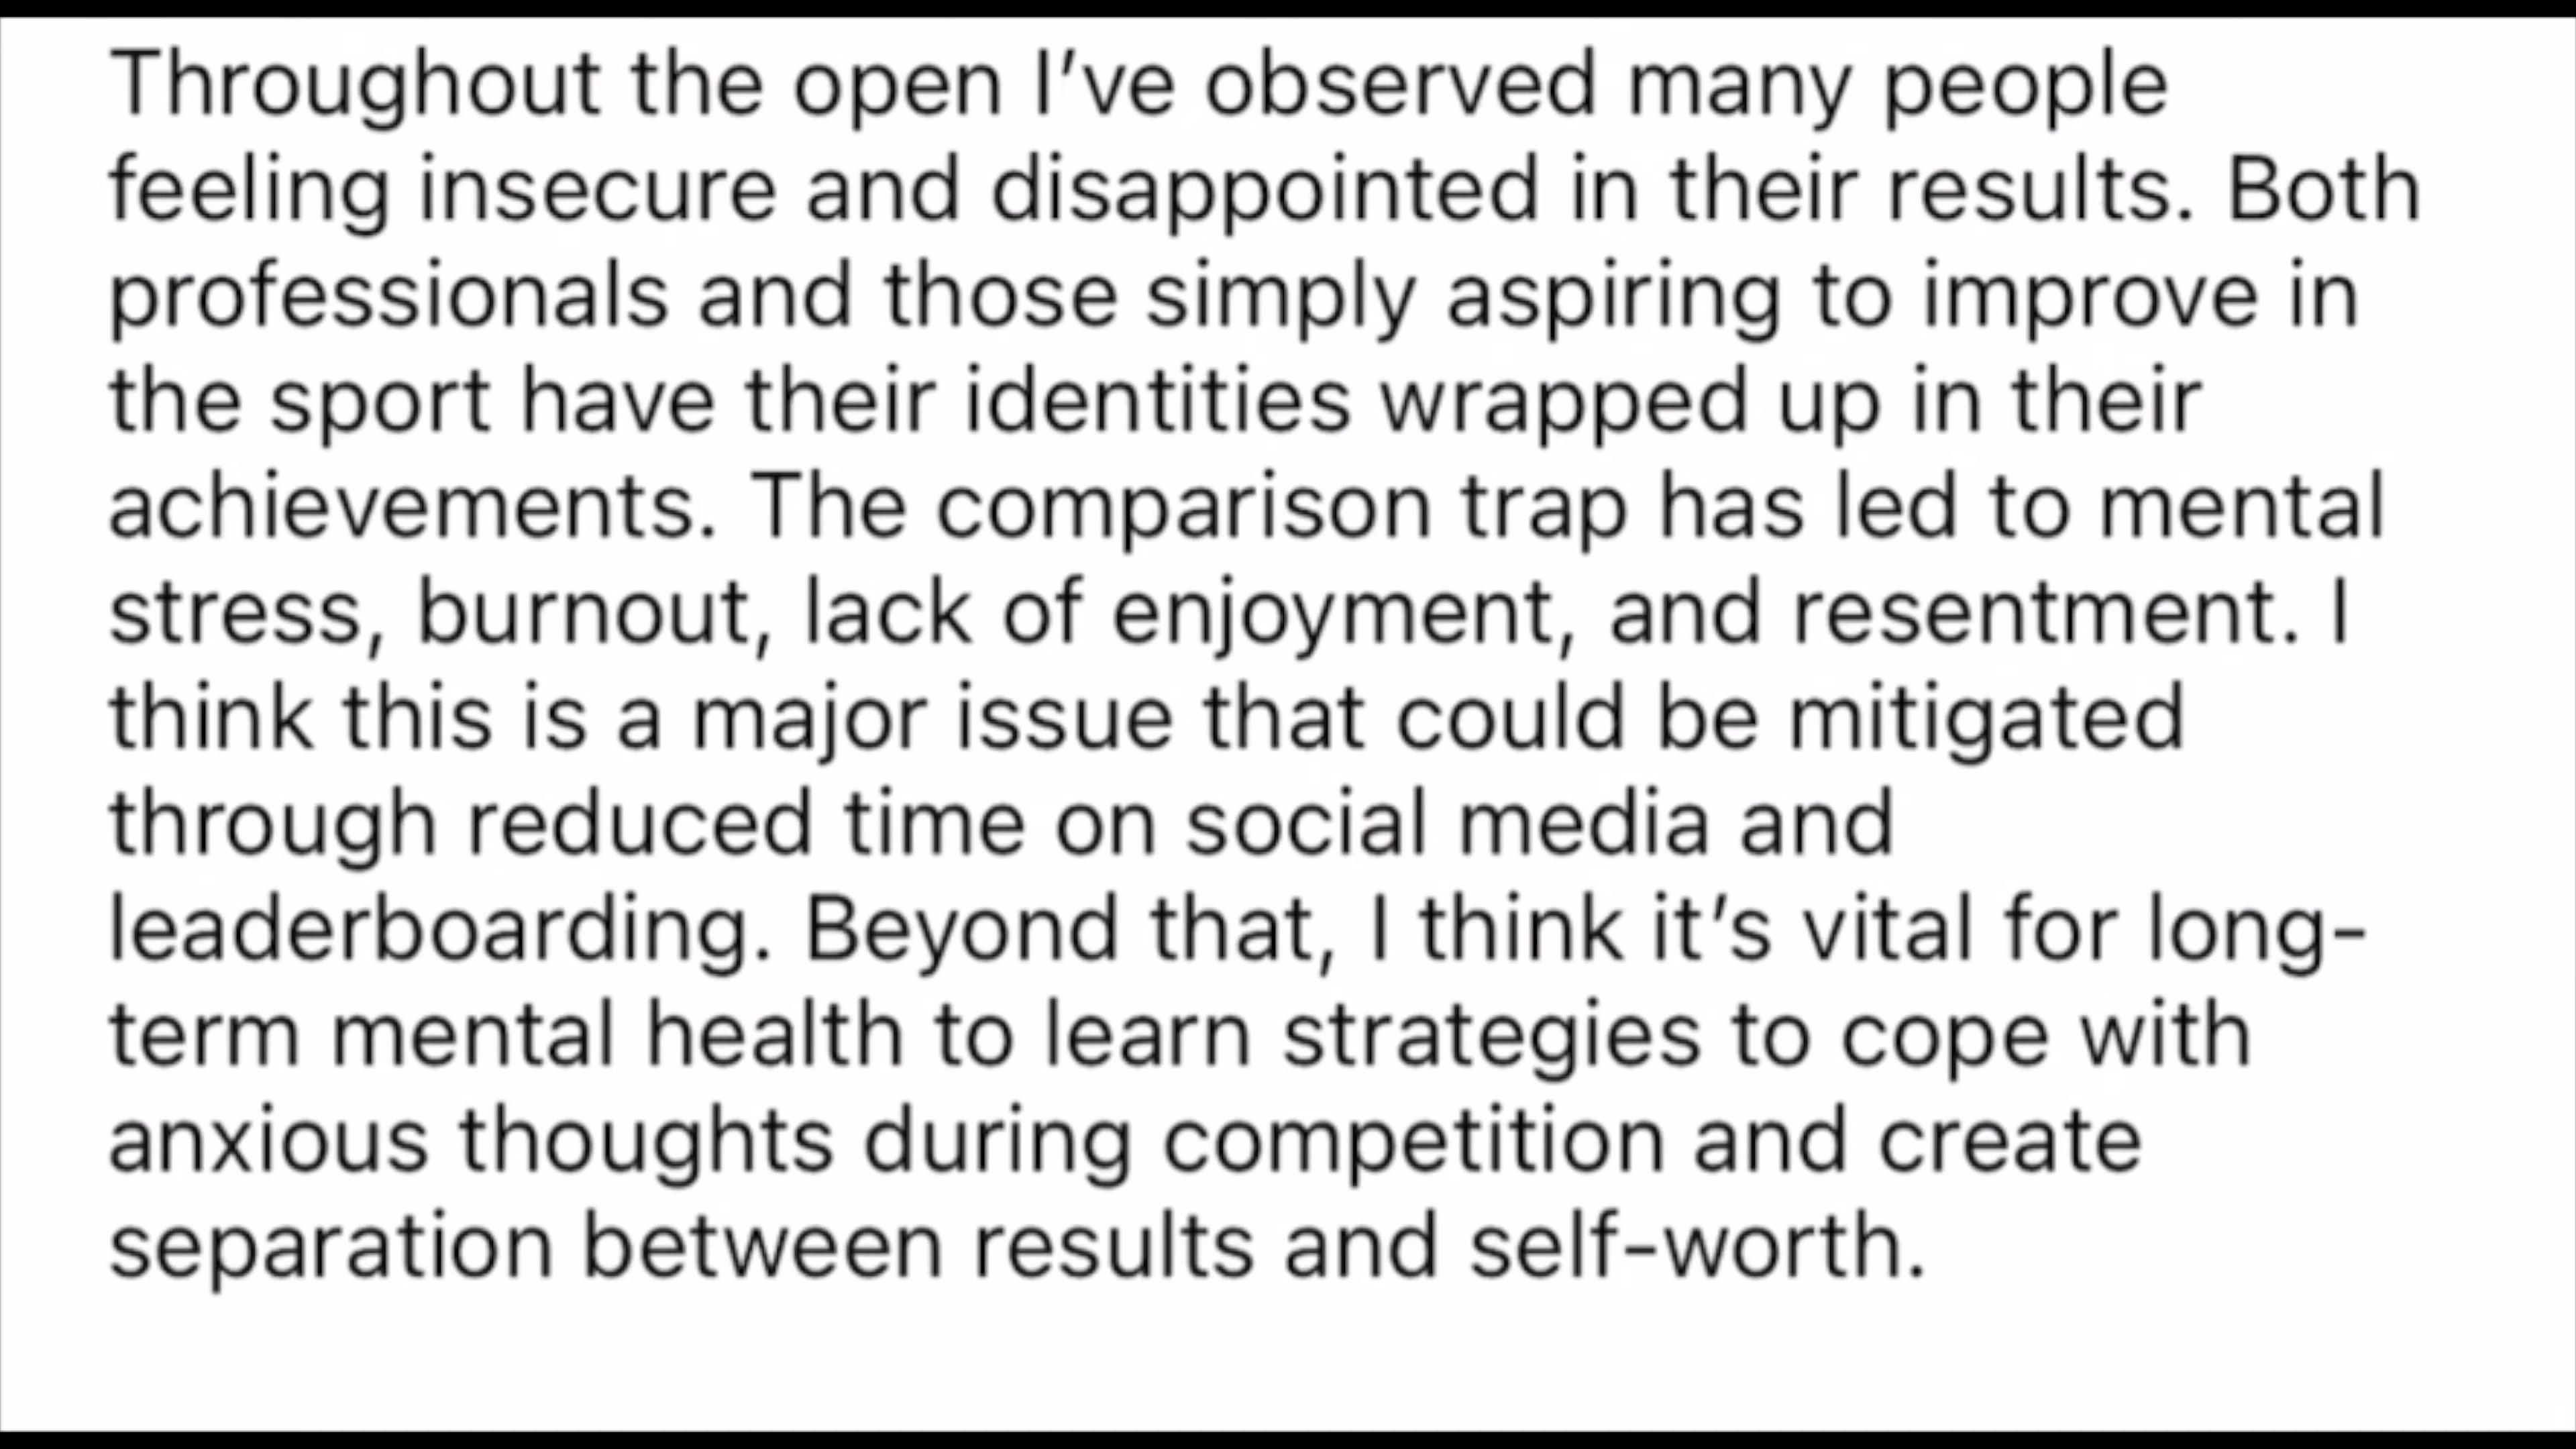 Throughout the open I’ve observed many people
feeling insecure and disappointed in their results. Both
professionals and those simply aspiring to improve in
the sport have their identities wrapped up in their
achievements. The comparison trap has led to mental
stress, burnout, lack of enjoyment, and resentment. I
think this is a major issue that could be mitigated
through reduced time on social media and
leaderboarding. Beyond that, I think it’s vital for long-
term mental health to learn strategies to cope with
anxious thoughts during competition and create
separation between results and self-worth.